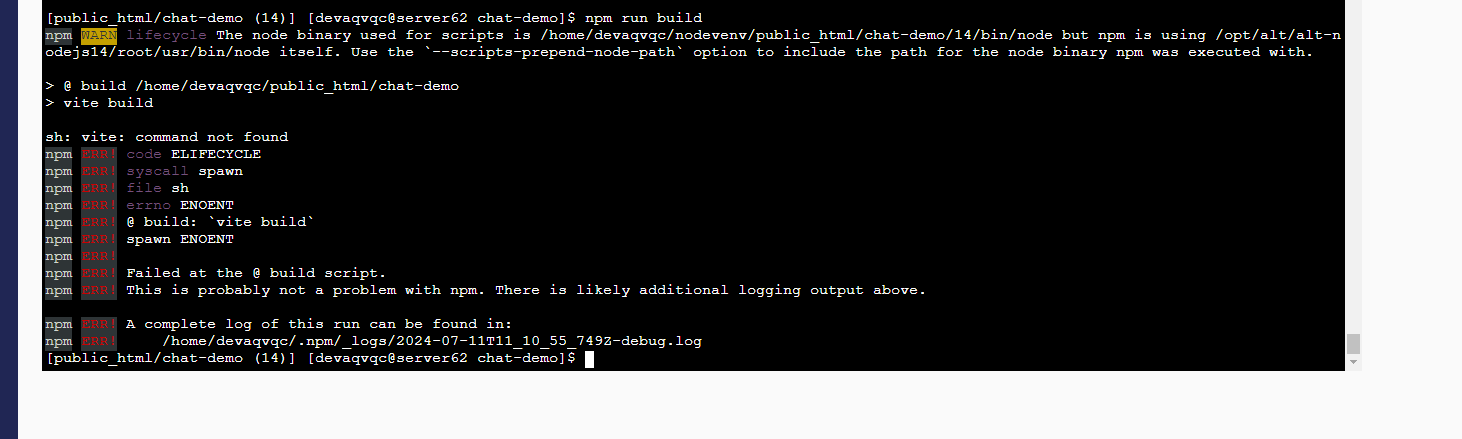 [public_html/chat-demo (14)] [devaqvqc@server62 chat-demo]$ npm run build
npm WARN lifecycle The node binary used for scripts is /home/devaqvqc/nodevenv/public_html/chat-demo/14/bin/node but npm is using /opt/alt/alt-n
odejs14/root/usr/bin/node itself. Use the `--scripts-prepend-node-path` option to include the path for the node binary npm was executed with.
> @ build /home/devaqvqc/public_html/chat-demo
> vite build
sh: vite: command not found
npm ERR! code ELIFECYCLE
npm ERR! syscall spawn
npm ERR! file sh
npm ERR! errno ENOENT
npm ERR! @ build: `vite build`
npm ERR! spawn ENOENT
npm ERR!
npm ERR! Failed at the @ build script.
npm ERR! This is probably not a problem with npm. There is likely additional logging output above.
npm ERR! A complete log of this run can be found in:
npm ERR!     /home/devaqvqc/.npm/_logs/2024-07-11T11_10_55_749Z-debug.log
[public_html/chat-demo (14)] [devaqvqc@server62 chat-demo]$